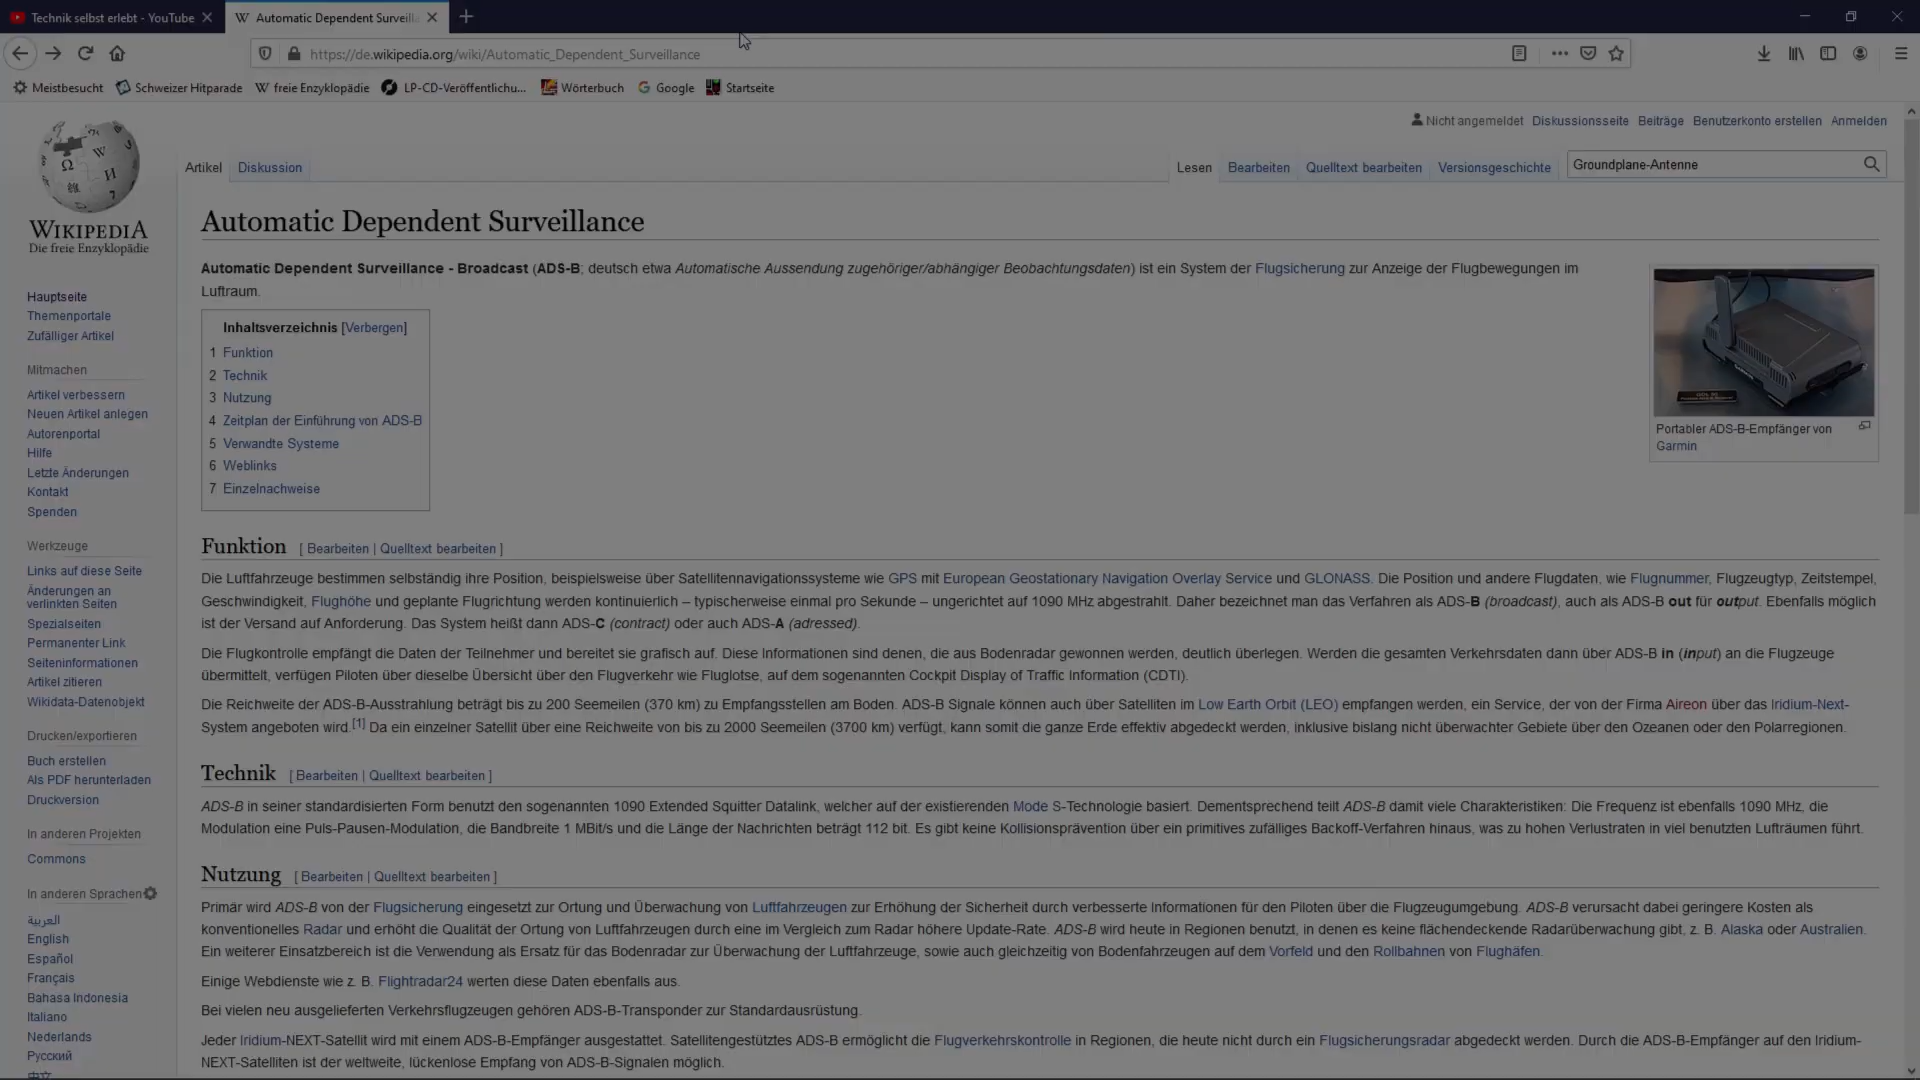 Technik selbst erlebt - YouTube
Automatic Dependent Surveill
https://de.wikipedia.org/wiki/Automatic_Dependent_Surveillance
Meistbesucht Schweizer Hitparade freie Enzyklopädie LP-CD-Veröffentlichu... Wörterbuch Google Startseite
Nicht angemeldet Diskussionsseite Beiträge Benutzerkonto erstellen Anmelden
Artikel Diskussion Lesen Bearbeiten Quelltext bearbeiten Versionsgeschichte Groundplane-Antenne
WIKIPEDIA
Die freie Enzyklopädie
Hauptseite
Themenportale
Zufälliger Artikel
Mitmachen
Artikel verbessern
Neuen Artikel anlegen
Autorenportal
Hilfe
Letzte Änderungen
Kontakt
Spenden
Werkzeuge
Links auf diese Seite
Änderungen an
verlinkten Seiten
Spezialseiten
Permanenter Link
Seiteninformationen
Artikel zitieren
Wikidata-Datenobjekt
Drucken/exportieren
Buch erstellen
Als PDF herunterladen
Druckversion
In anderen Projekten
Commons
In anderen Sprachen
العربية
English
Español
Français
Bahasa Indonesia
Italiano
Nederlands
Русский
中文
Automatic Dependent Surveillance
Automatic Dependent Surveillance - Broadcast (ADS-B; deutsch etwa Automatische Aussendung zugehöriger/abhängiger Beobachtungsdaten) ist ein System der Flugsicherung zur Anzeige der Flugbewegungen im
Luftraum.
Portabler ADS-B-Empfänger von
Garmin
Inhaltsverzeichnis [Verbergen]
1 Funktion
2 Technik
3 Nutzung
4 Zeitplan der Einführung von ADS-B
5 Verwandte Systeme
6 Weblinks
7 Einzelnachweise
Funktion [ Bearbeiten | Quelltext bearbeiten ]
Die Luftfahrzeuge bestimmen selbständig ihre Position, beispielsweise über Satellitennavigationssysteme wie GPS mit European Geostationary Navigation Overlay Service und GLONASS. Die Position und andere Flugdaten, wie Flugnummer, Flugzeugtyp, Zeitstempel,
Geschwindigkeit, Flughöhe und geplante Flugrichtung werden kontinuierlich – typischerweise einmal pro Sekunde – ungerichtet auf 1090 MHz abgestrahlt. Daher bezeichnet man das Verfahren als ADS-B (broadcast), auch als ADS-B out für output. Ebenfalls möglich
ist der Versand auf Anforderung. Das System heißt dann ADS-C (contract) oder auch ADS-A (adressed).
Die Flugkontrolle empfängt die Daten der Teilnehmer und bereitet sie grafisch auf. Diese Informationen sind denen, die aus Bodenradar gewonnen werden, deutlich überlegen. Werden die gesamten Verkehrsdaten dann über ADS-B in (input) an die Flugzeuge
übermittelt, verfügen Piloten über dieselbe Übersicht über den Flugverkehr wie Fluglotse, auf dem sogenannten Cockpit Display of Traffic Information (CDTI).
Die Reichweite der ADS-B-Ausstrahlung beträgt bis zu 200 Seemeilen (370 km) zu Empfangsstellen am Boden. ADS-B Signale können auch über Satelliten im Low Earth Orbit (LEO) empfangen werden, ein Service, der von der Firma Aireon über das Iridium-Next-
System angeboten wird.[1] Da ein einzelner Satellit über eine Reichweite von bis zu 2000 Seemeilen (3700 km) verfügt, kann somit die ganze Erde effektiv abgedeckt werden, inklusive bislang nicht überwachter Gebiete über den Ozeanen oder den Polarregionen.
Technik [ Bearbeiten | Quelltext bearbeiten ]
ADS-B in seiner standardisierten Form benutzt den sogenannten 1090 Extended Squitter Datalink, welcher auf der existierenden Mode S-Technologie basiert. Dementsprechend teilt ADS-B damit viele Charakteristiken: Die Frequenz ist ebenfalls 1090 MHz, die
Modulation eine Puls-Pausen-Modulation, die Bandbreite 1 MBit/s und die Länge der Nachrichten beträgt 112 bit. Es gibt keine Kollisionsprävention über ein primitives zufälliges Backoff-Verfahren hinaus, was zu hohen Verlustraten in viel benutzten Lufträumen führt.
Nutzung [ Bearbeiten | Quelltext bearbeiten ]
Primär wird ADS-B von der Flugsicherung eingesetzt zur Ortung und Überwachung von Luftfahrzeugen zur Erhöhung der Sicherheit durch verbesserte Informationen für den Piloten über die Flugzeugumgebung. ADS-B verursacht dabei geringere Kosten als
konventionelles Radar und erhöht die Qualität der Ortung von Luftfahrzeugen durch eine im Vergleich zum Radar höhere Update-Rate. ADS-B wird heute in Regionen benutzt, in denen es keine flächendeckende Radarüberwachung gibt, z. B. Alaska oder Australien.
Ein weiterer Einsatzbereich ist die Verwendung als Ersatz für das Bodenradar zur Überwachung der Luftfahrzeuge, sowie auch gleichzeitig von Bodenfahrzeugen auf dem Vorfeld und den Rollbahnen von Flughäfen.
Einige Webdienste wie z. B. Flightradar24 werten diese Daten ebenfalls aus.
Bei vielen neu ausgelieferten Verkehrsflugzeugen gehören ADS-B-Transponder zur Standardausrüstung.
Jeder Iridium-NEXT-Satellit wird mit einem ADS-B-Empfänger ausgestattet. Satellitengestütztes ADS-B ermöglicht die Flugverkehrskontrolle in Regionen, die heute nicht durch ein Flugsicherungsradar abgedeckt werden. Durch die ADS-B-Empfänger auf den Iridium-
NEXT-Satelliten ist der weltweite, lückenlose Empfang von ADS-B-Signalen möglich.